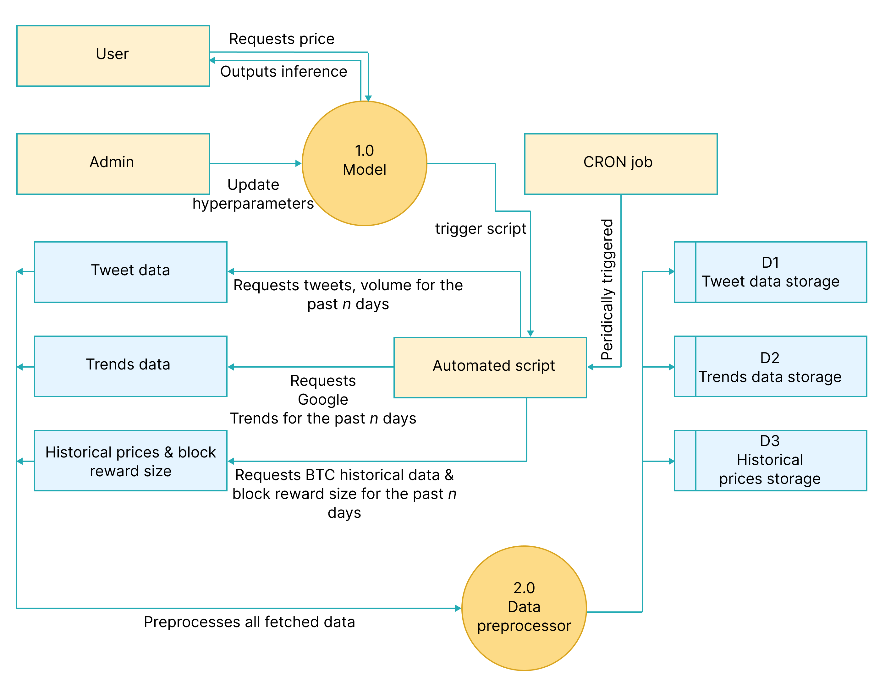 User
Requests price
Outputs inference
Admin
1.0
Model
CRON job
Update
hyperparameters
trigger script
Peridically triggered
Tweet data
Requests tweets, volume for the
past n days
D1
Tweet data storage
Trends data
Automated script
Requests
Google
Trends for the past n days
D2
Trends data storage
Historical prices & block
reward size
Requests BTC historical data &
block reward size for the past n
days
D3
Historical
prices storage
2.0
Data
preprocessor
Preprocesses all fetched data